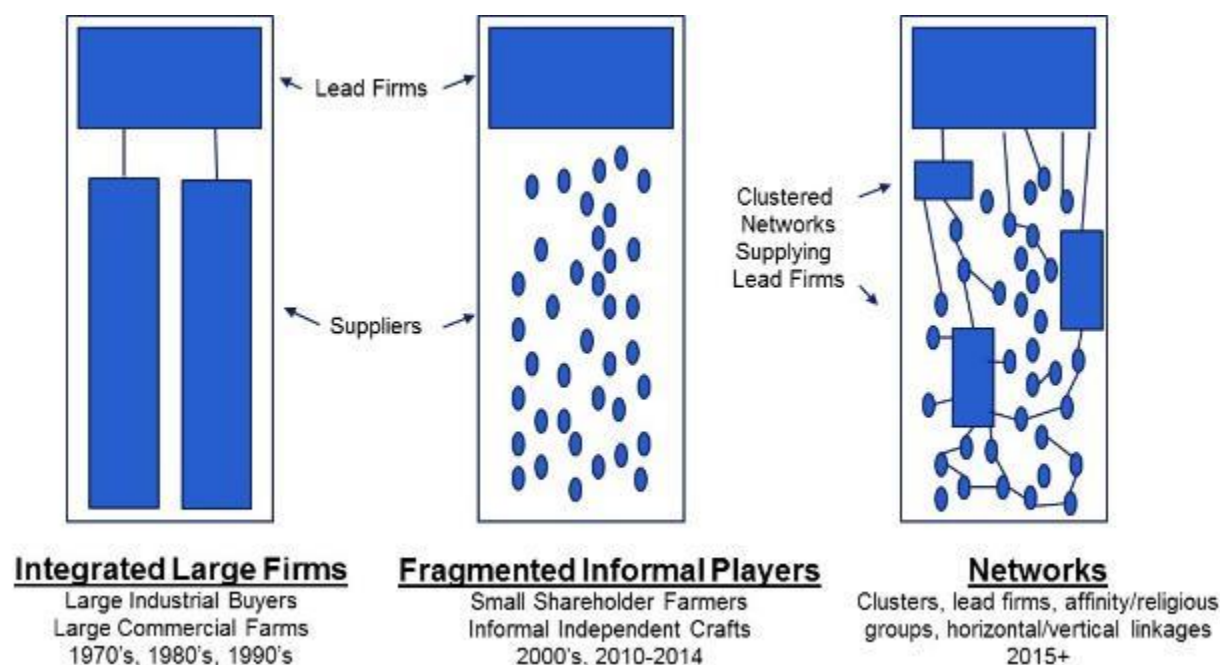 Lead Firms
Suppliers
Clustered
Networks
Supplying
Lead Firms
Integrated Large Firms
Large Industrial Buyers
Large Commercial Farms
1970's, 1980's, 1990's
Fragmented Informal Players
Small Shareholder Farmers
Informal Independent Crafts
2000's, 2010-2014
Networks
Clusters, lead firms, affinity/religious
groups, horizontal/vertical linkages
2015+